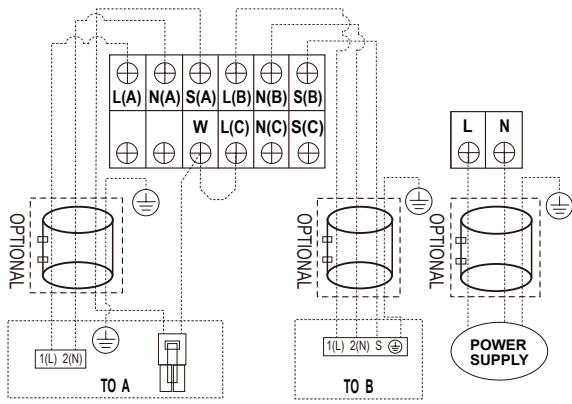 L(A) N(A) S(A) L(B) N(B) S(B)
W L(C) N(C) S(C)
L N
OPTIONAL
OPTIONAL
OPTIONAL
1(L) 2(N)
TO A
1(L) 2(N) S
TO B
POWER
SUPPLY